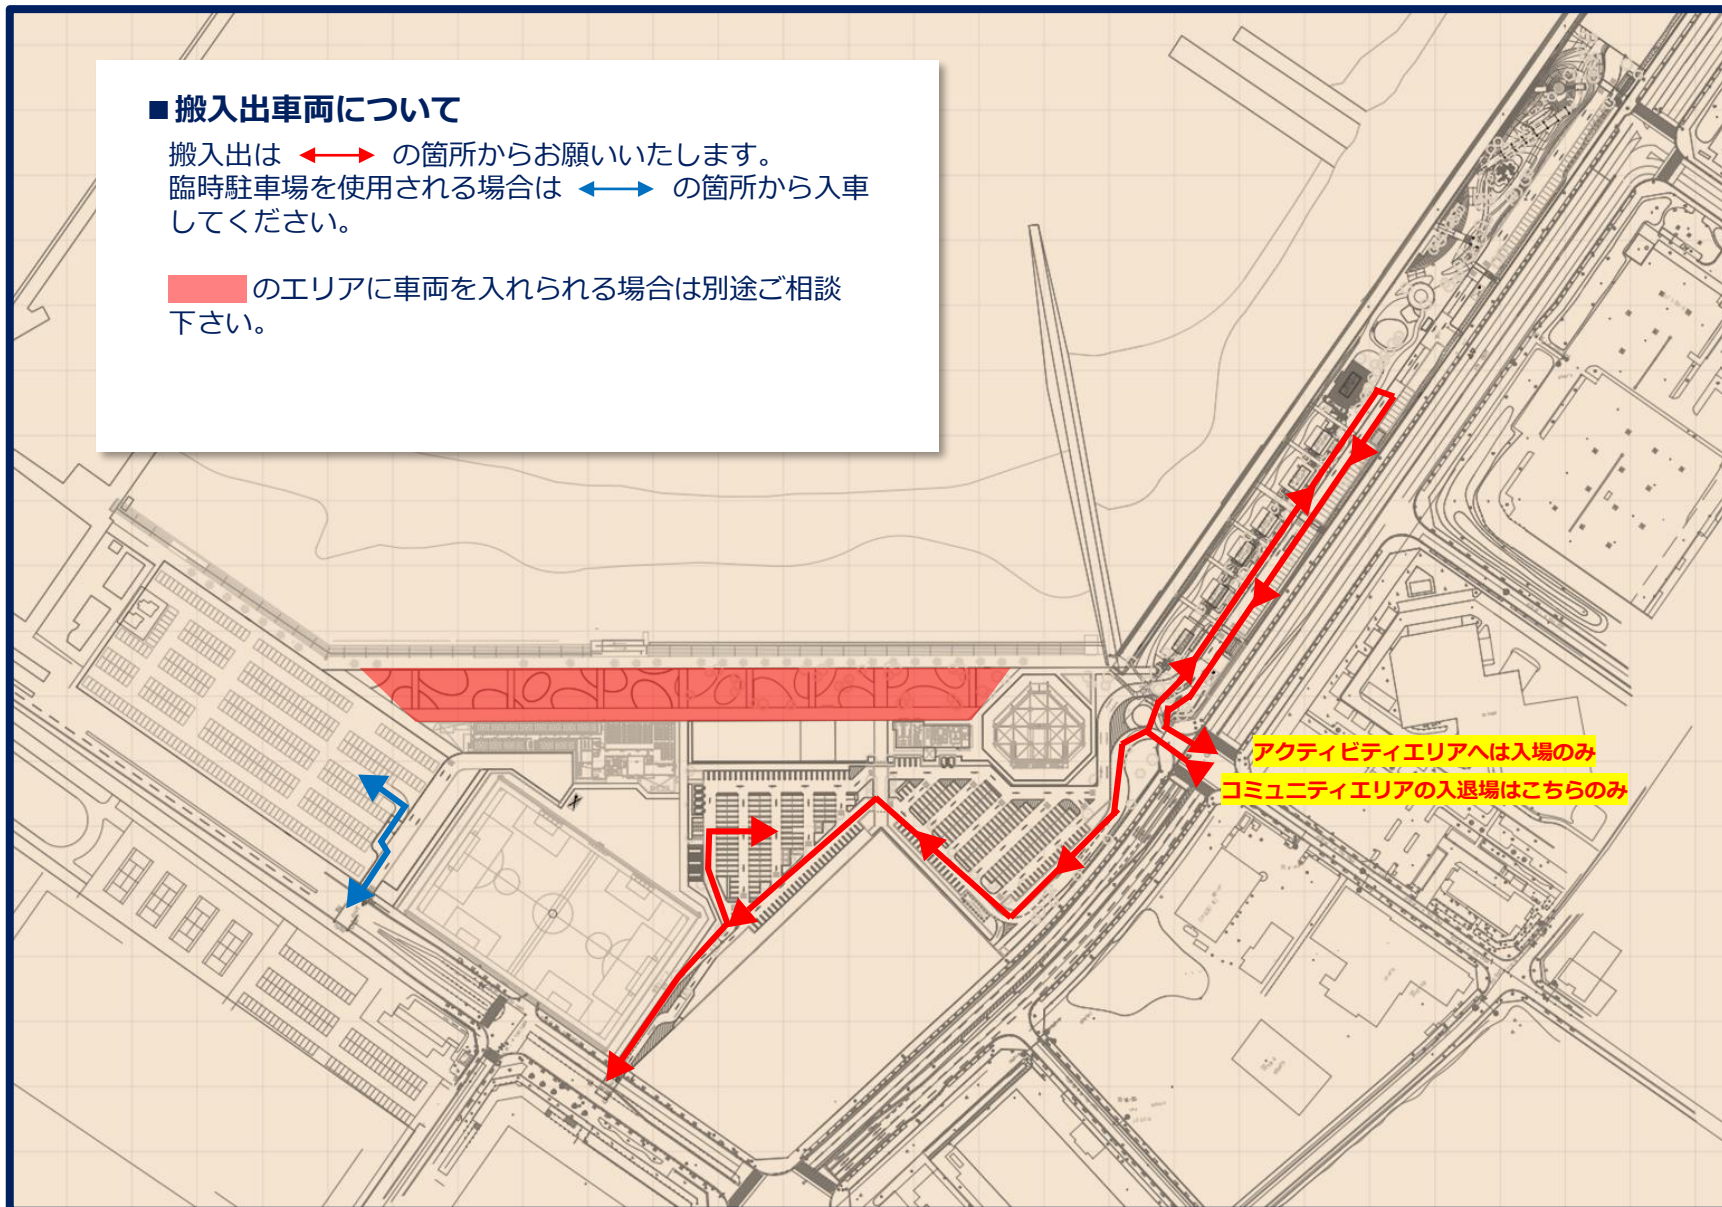 ■搬入出車両について
搬入出は の箇所からお願いいたします。
臨時駐車場を使用される場合は の箇所から入車
してください。
のエリアに車両を入れられる場合は別途ご相談
下さい。
アクティビティエリアへは入場のみ
コミュニティエリアの入退場はこちらのみ